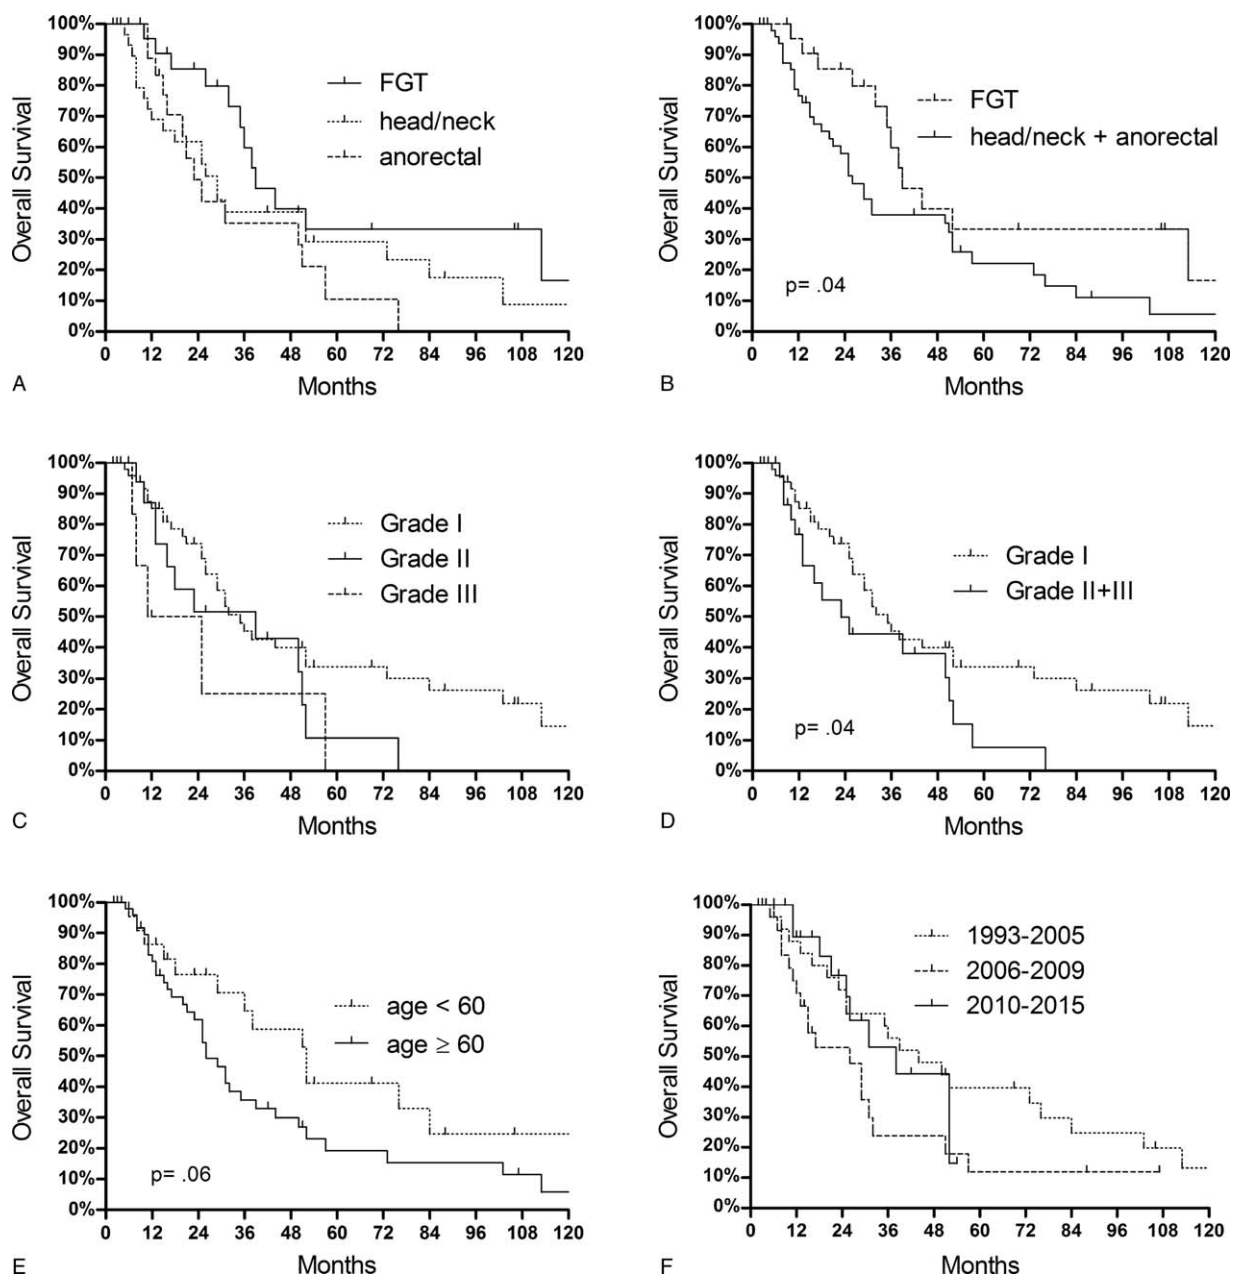 100%
90%
80%
70%
60%
50%
40%
30%
20%
10%
0%
Overall Survival
FGT
head/neck
anorectal
0 12 24 36 48 60 72 84 96 108 120
Months
A
100%
90%
80%
70%
60%
50%
40%
30%
20%
10%
0%
Overall Survival
FGT
head/neck + anorectal
p= .04
0 12 24 36 48 60 72 84 96 108 120
Months
B
100%
90%
80%
70%
60%
50%
40%
30%
20%
10%
0%
Overall Survival
Grade I
Grade II
Grade III
0 12 24 36 48 60 72 84 96 108 120
Months
C
100%
90%
80%
70%
60%
50%
40%
30%
20%
10%
0%
Overall Survival
Grade I
Grade II+III
p= .04
0 12 24 36 48 60 72 84 96 108 120
Months
D
100%
90%
80%
70%
60%
50%
40%
30%
20%
10%
0%
Overall Survival
age < 60
age ≥ 60
p= .06
0 12 24 36 48 60 72 84 96 108 120
Months
E
100%
90%
80%
70%
60%
50%
40%
30%
20%
10%
0%
Overall Survival
1993-2005
2006-2009
2010-2015
0 12 24 36 48 60 72 84 96 108 120
Months
F